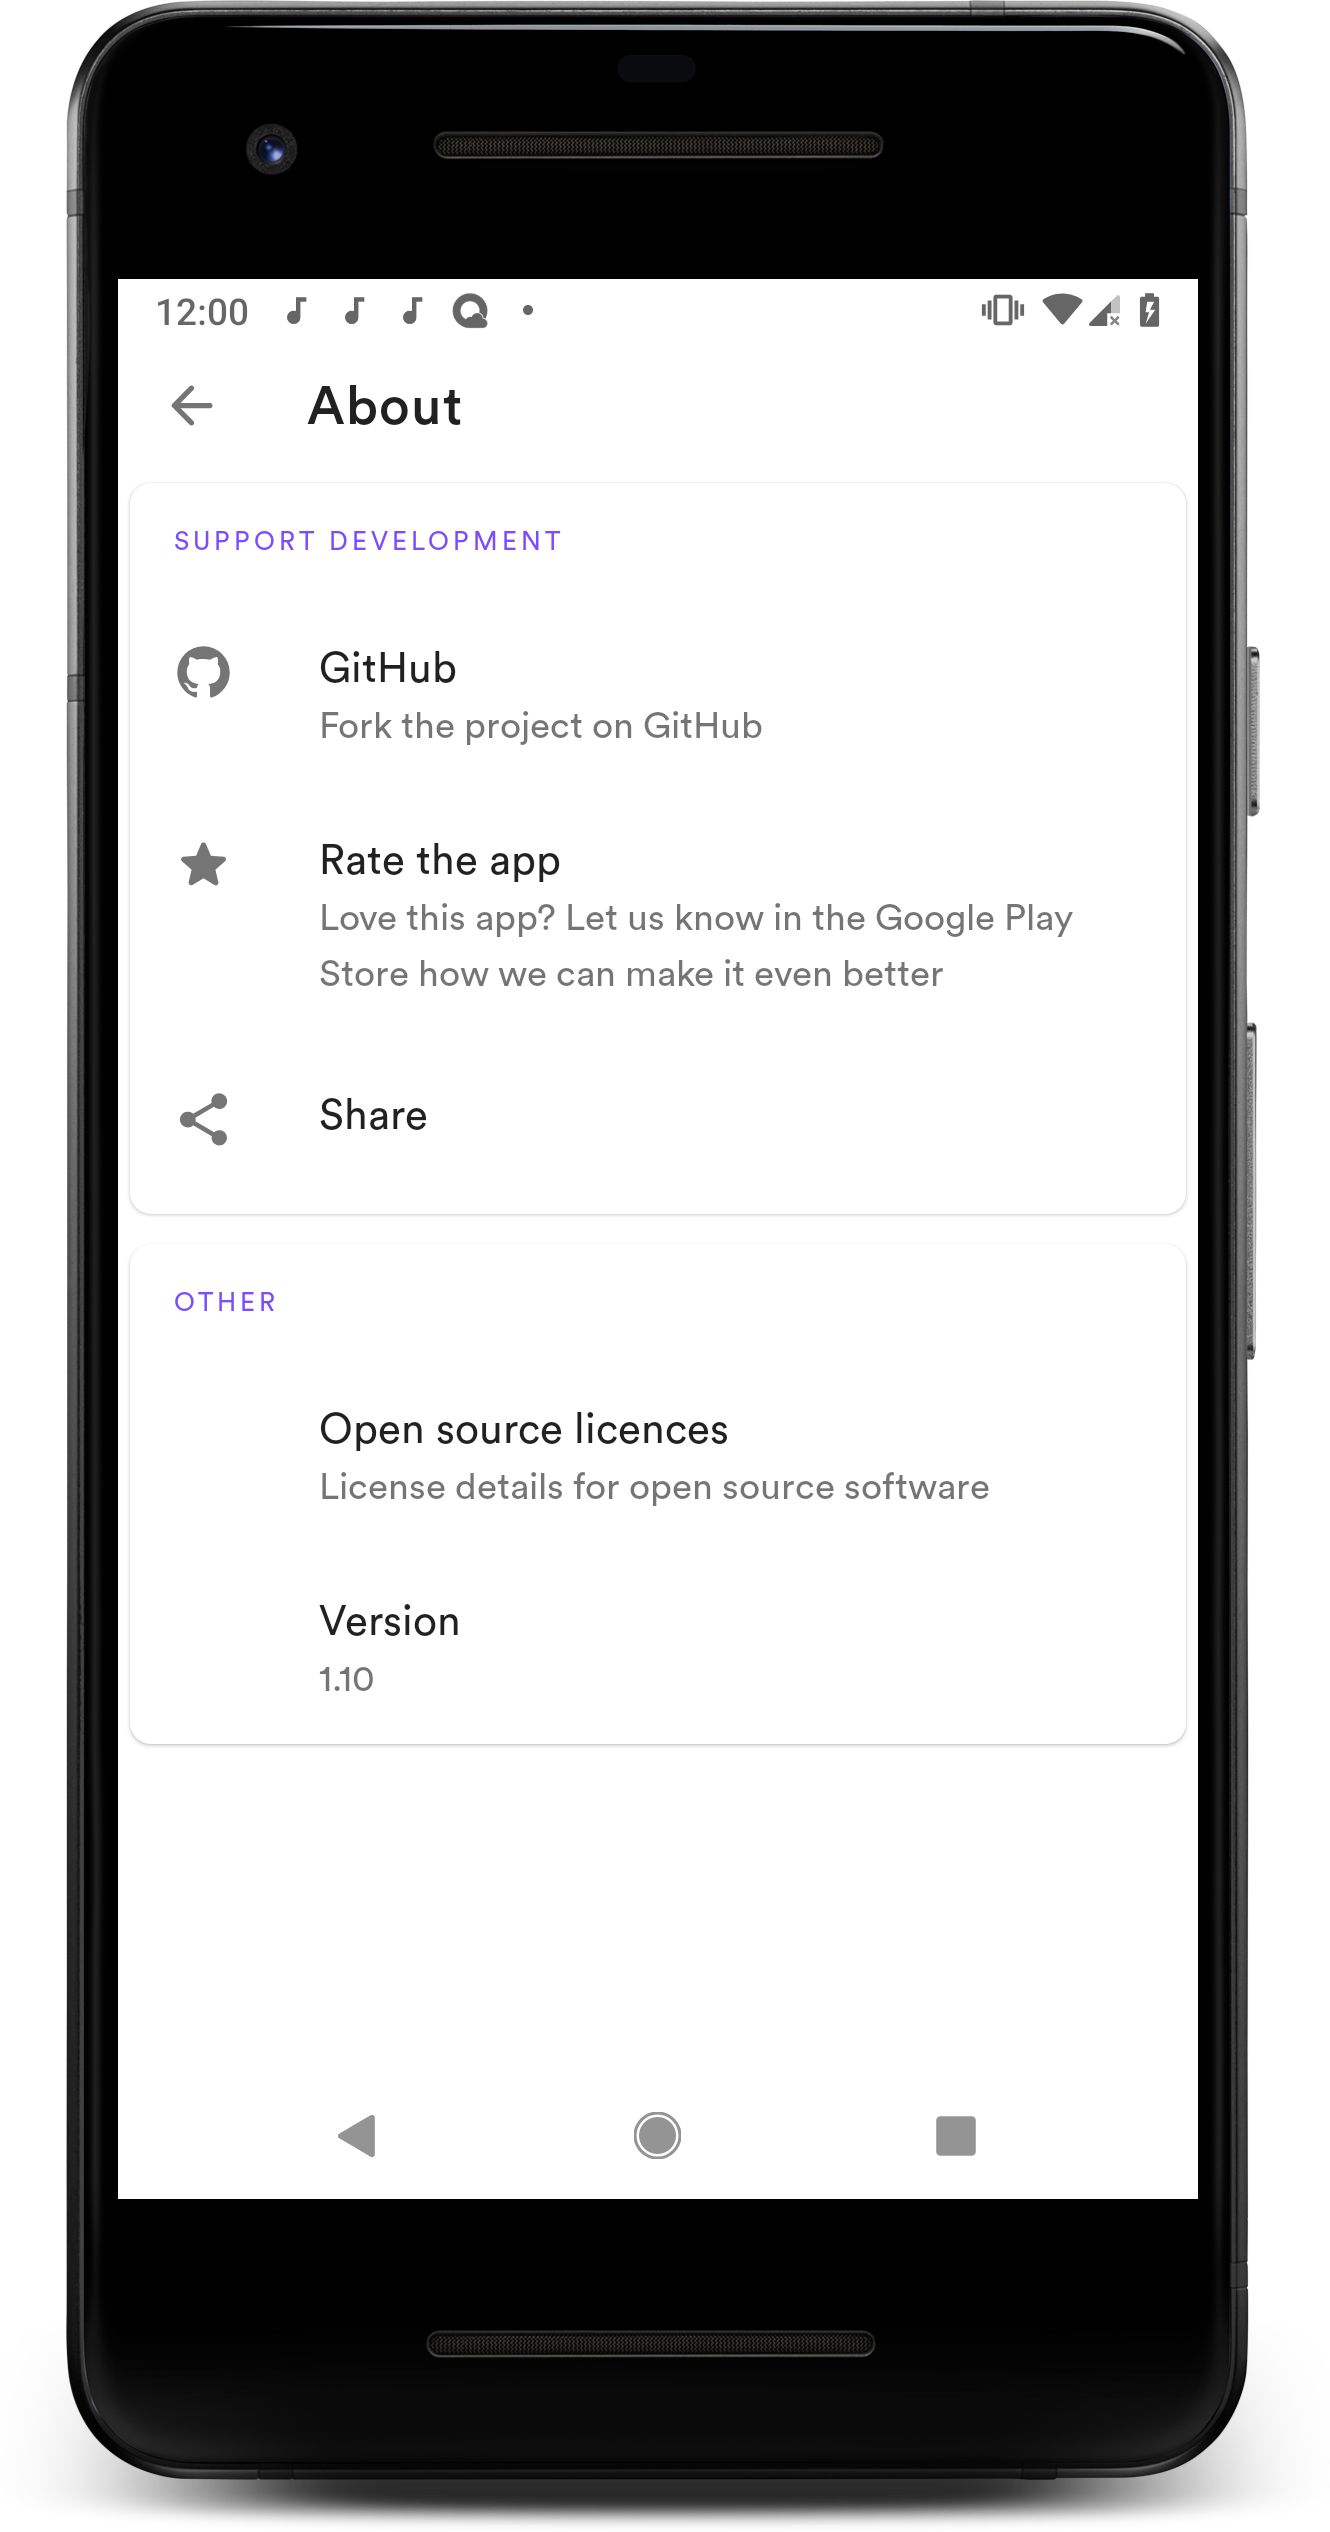 12:00
About
SUPPORT DEVELOPMENT
GitHub
Fork the project on GitHub
Rate the app
Love this app? Let us know in the Google Play
Store how we can make it even better
Share
OTHER
Open source licences
License details for open source software
Version
1.10